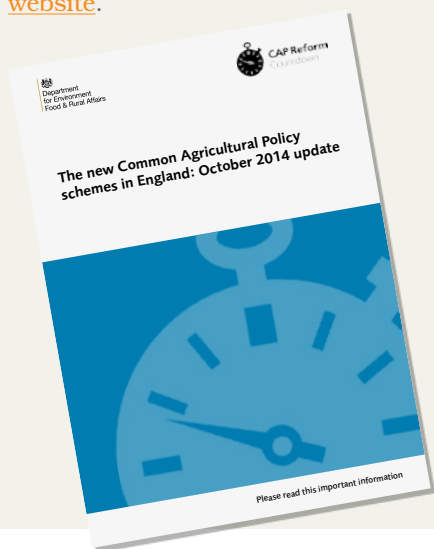 website.
CAP Reform
Countdown
Department
for Environment
Food & Rural Affairs
The new Common Agricultural Policy
schemes in England: October 2014 update
Please read this important information